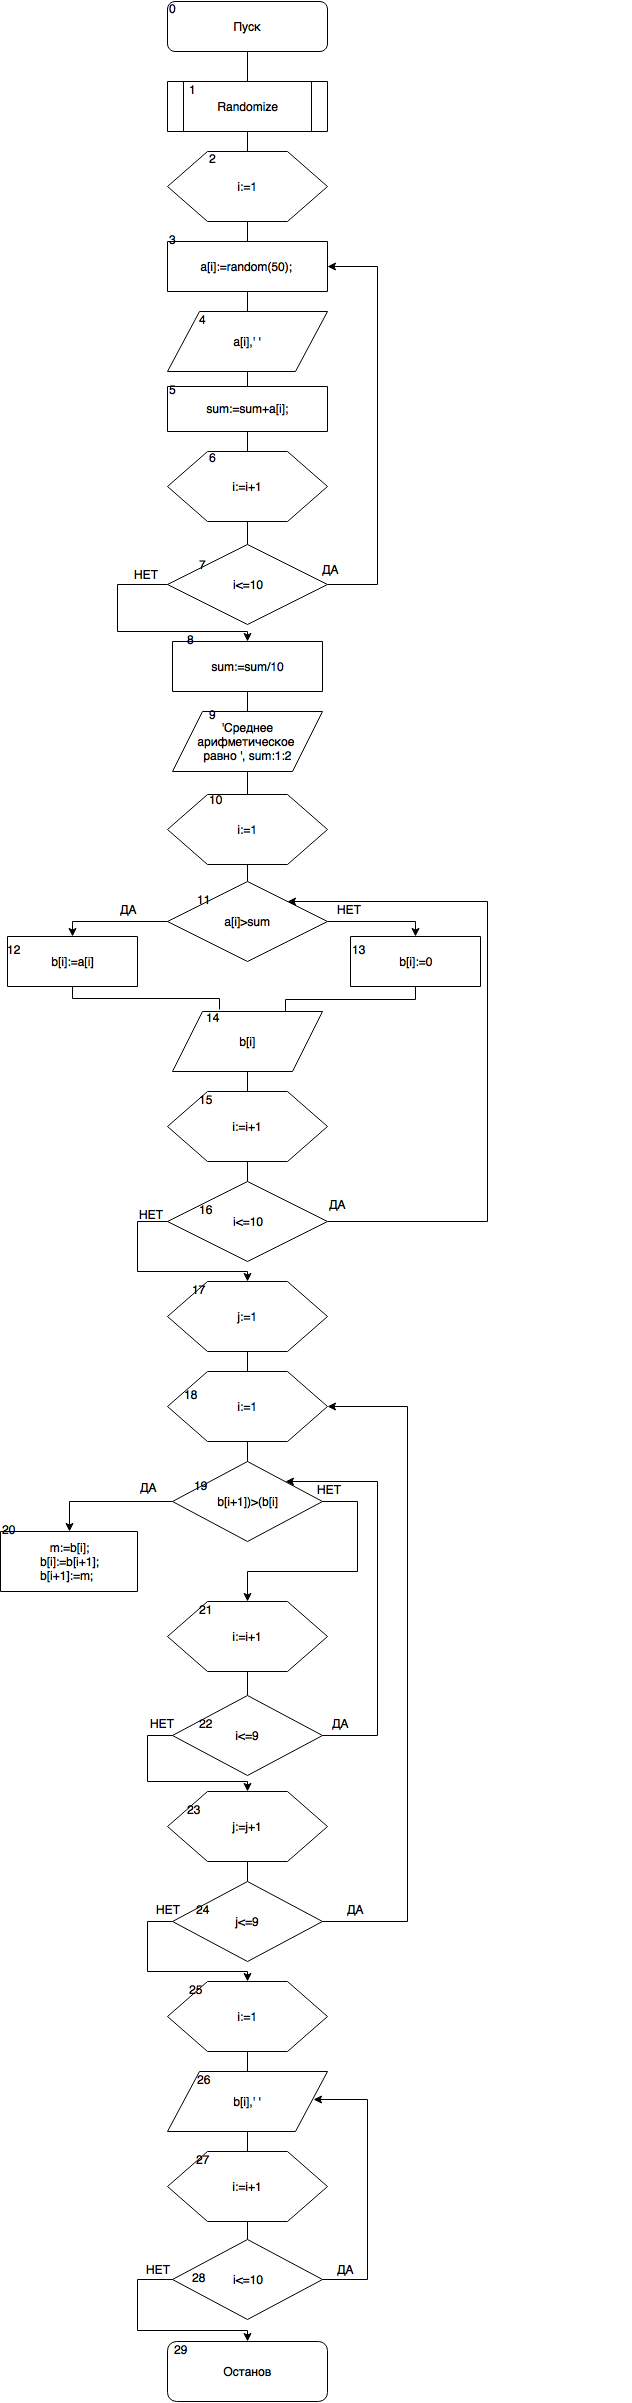 0
Пуск
1
Randomize
2
i:=1
3
a[i]:=random(50);
4
a[i],' '
5
sum:=sum+a[i];
6
i:=i+1
7
НЕТ
ДА
i<=10
8
sum:=sum/10
9
'Среднее
арифметическое
равно ', sum:1:2
10
i:=1
11
ДА
НЕТ
a[i]>sum
12
b[i]:=a[i]
13
b[i]:=0
14
b[i]
15
i:=i+1
16
НЕТ
ДА
i<=10
17
j:=1
18
i:=1
19
ДА
НЕТ
b[i+1])>(b[i]
20
m:=b[i];
b[i]:=b[i+1];
b[i+1]:=m;
21
i:=i+1
22
НЕТ
ДА
i<=9
23
j:=j+1
24
НЕТ
ДА
j<=9
25
i:=1
26
b[i],' '
27
i:=i+1
28
НЕТ
ДА
i<=10
29
Останов